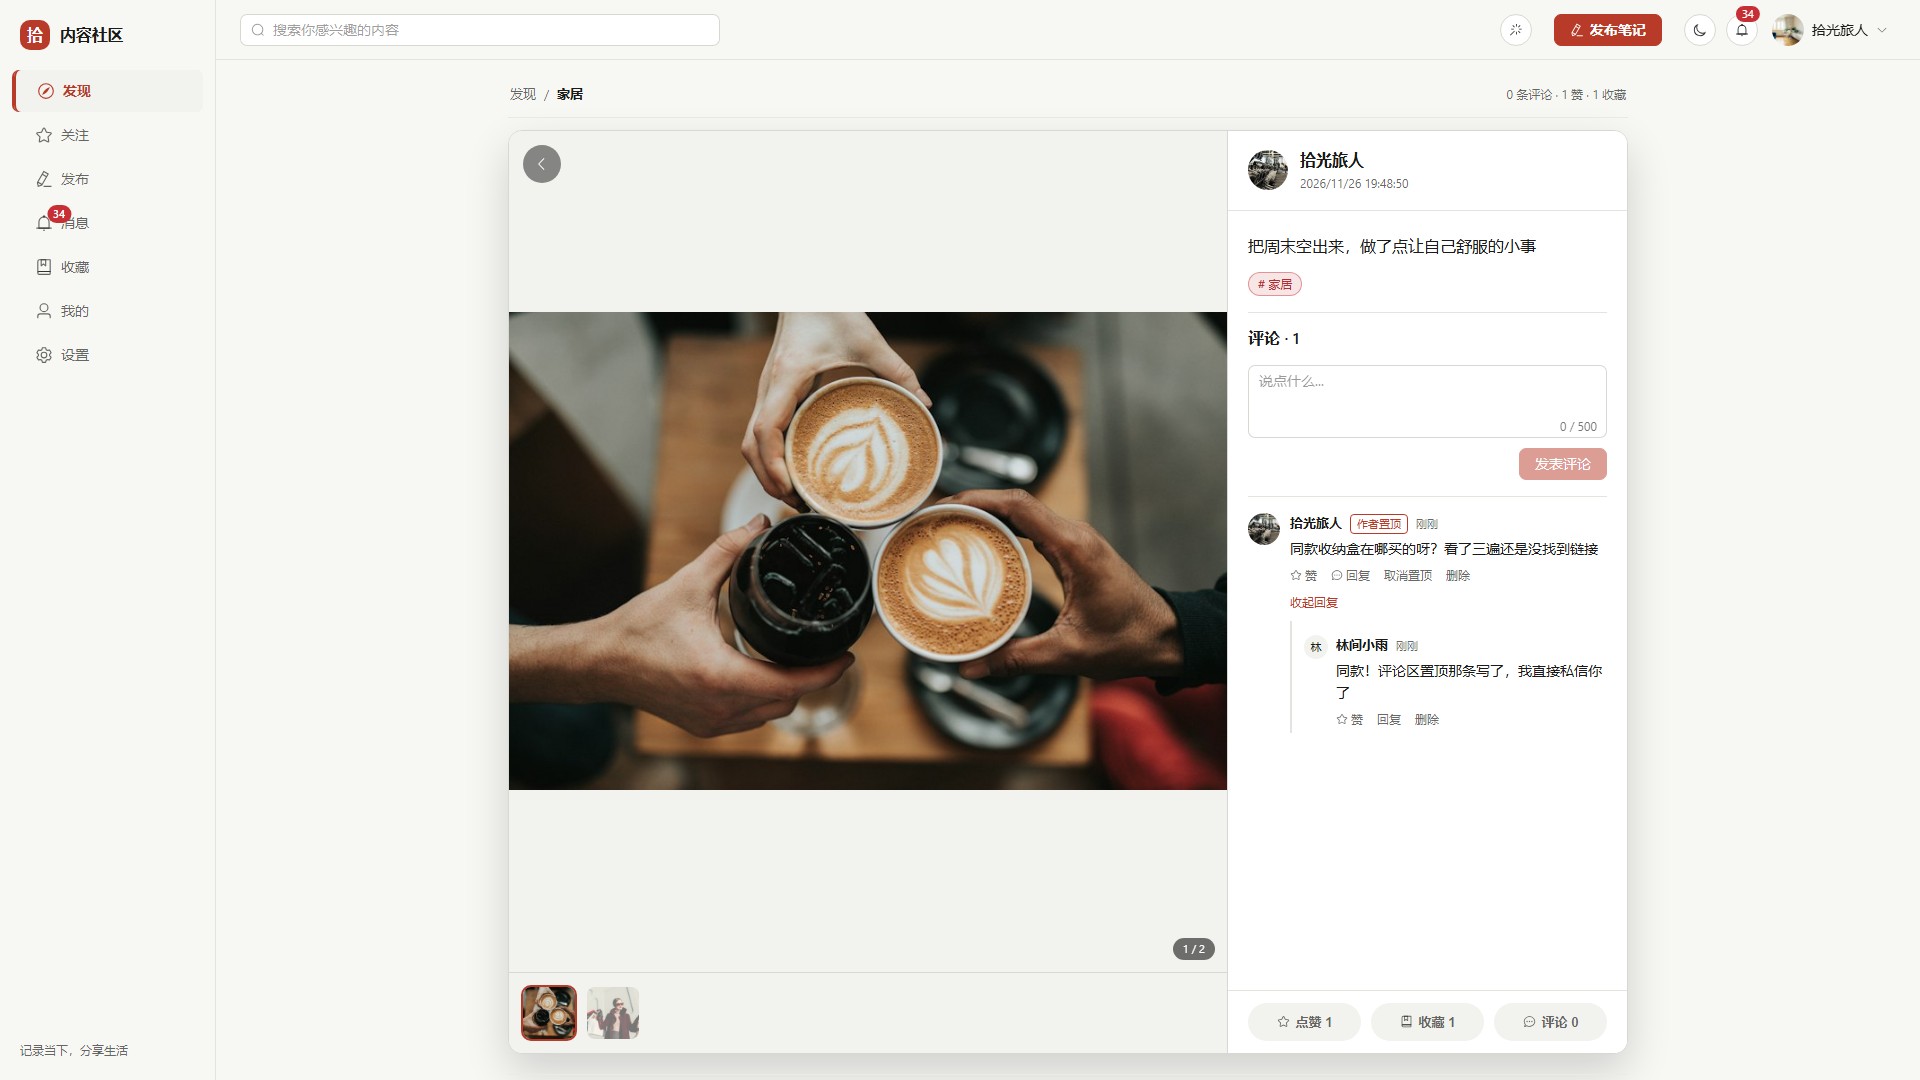 拾 内容社区
搜索你感兴趣的内容
发布笔记
34
拾光旅人
发现
关注
发布
34
消息
收藏
我的
设置
记录当下，分享生活
发现 / 家居
0 条评论 · 1 赞 · 1 收藏
1 / 2
拾光旅人
2026/11/26 19:48:50
把周末空出来，做了点让自己舒服的小事
# 家居
评论 · 1
说点什么...
0 / 500
发表评论
拾光旅人 作者置顶 刚刚
同款收纳盒在哪买的呀？看了三遍还是没找到链接
赞 回复 取消置顶 删除
收起回复
林 林间小雨 刚刚
同款！评论区置顶那条写了，我直接私信你
了
赞 回复 删除
点赞 1 收藏 1 评论 0